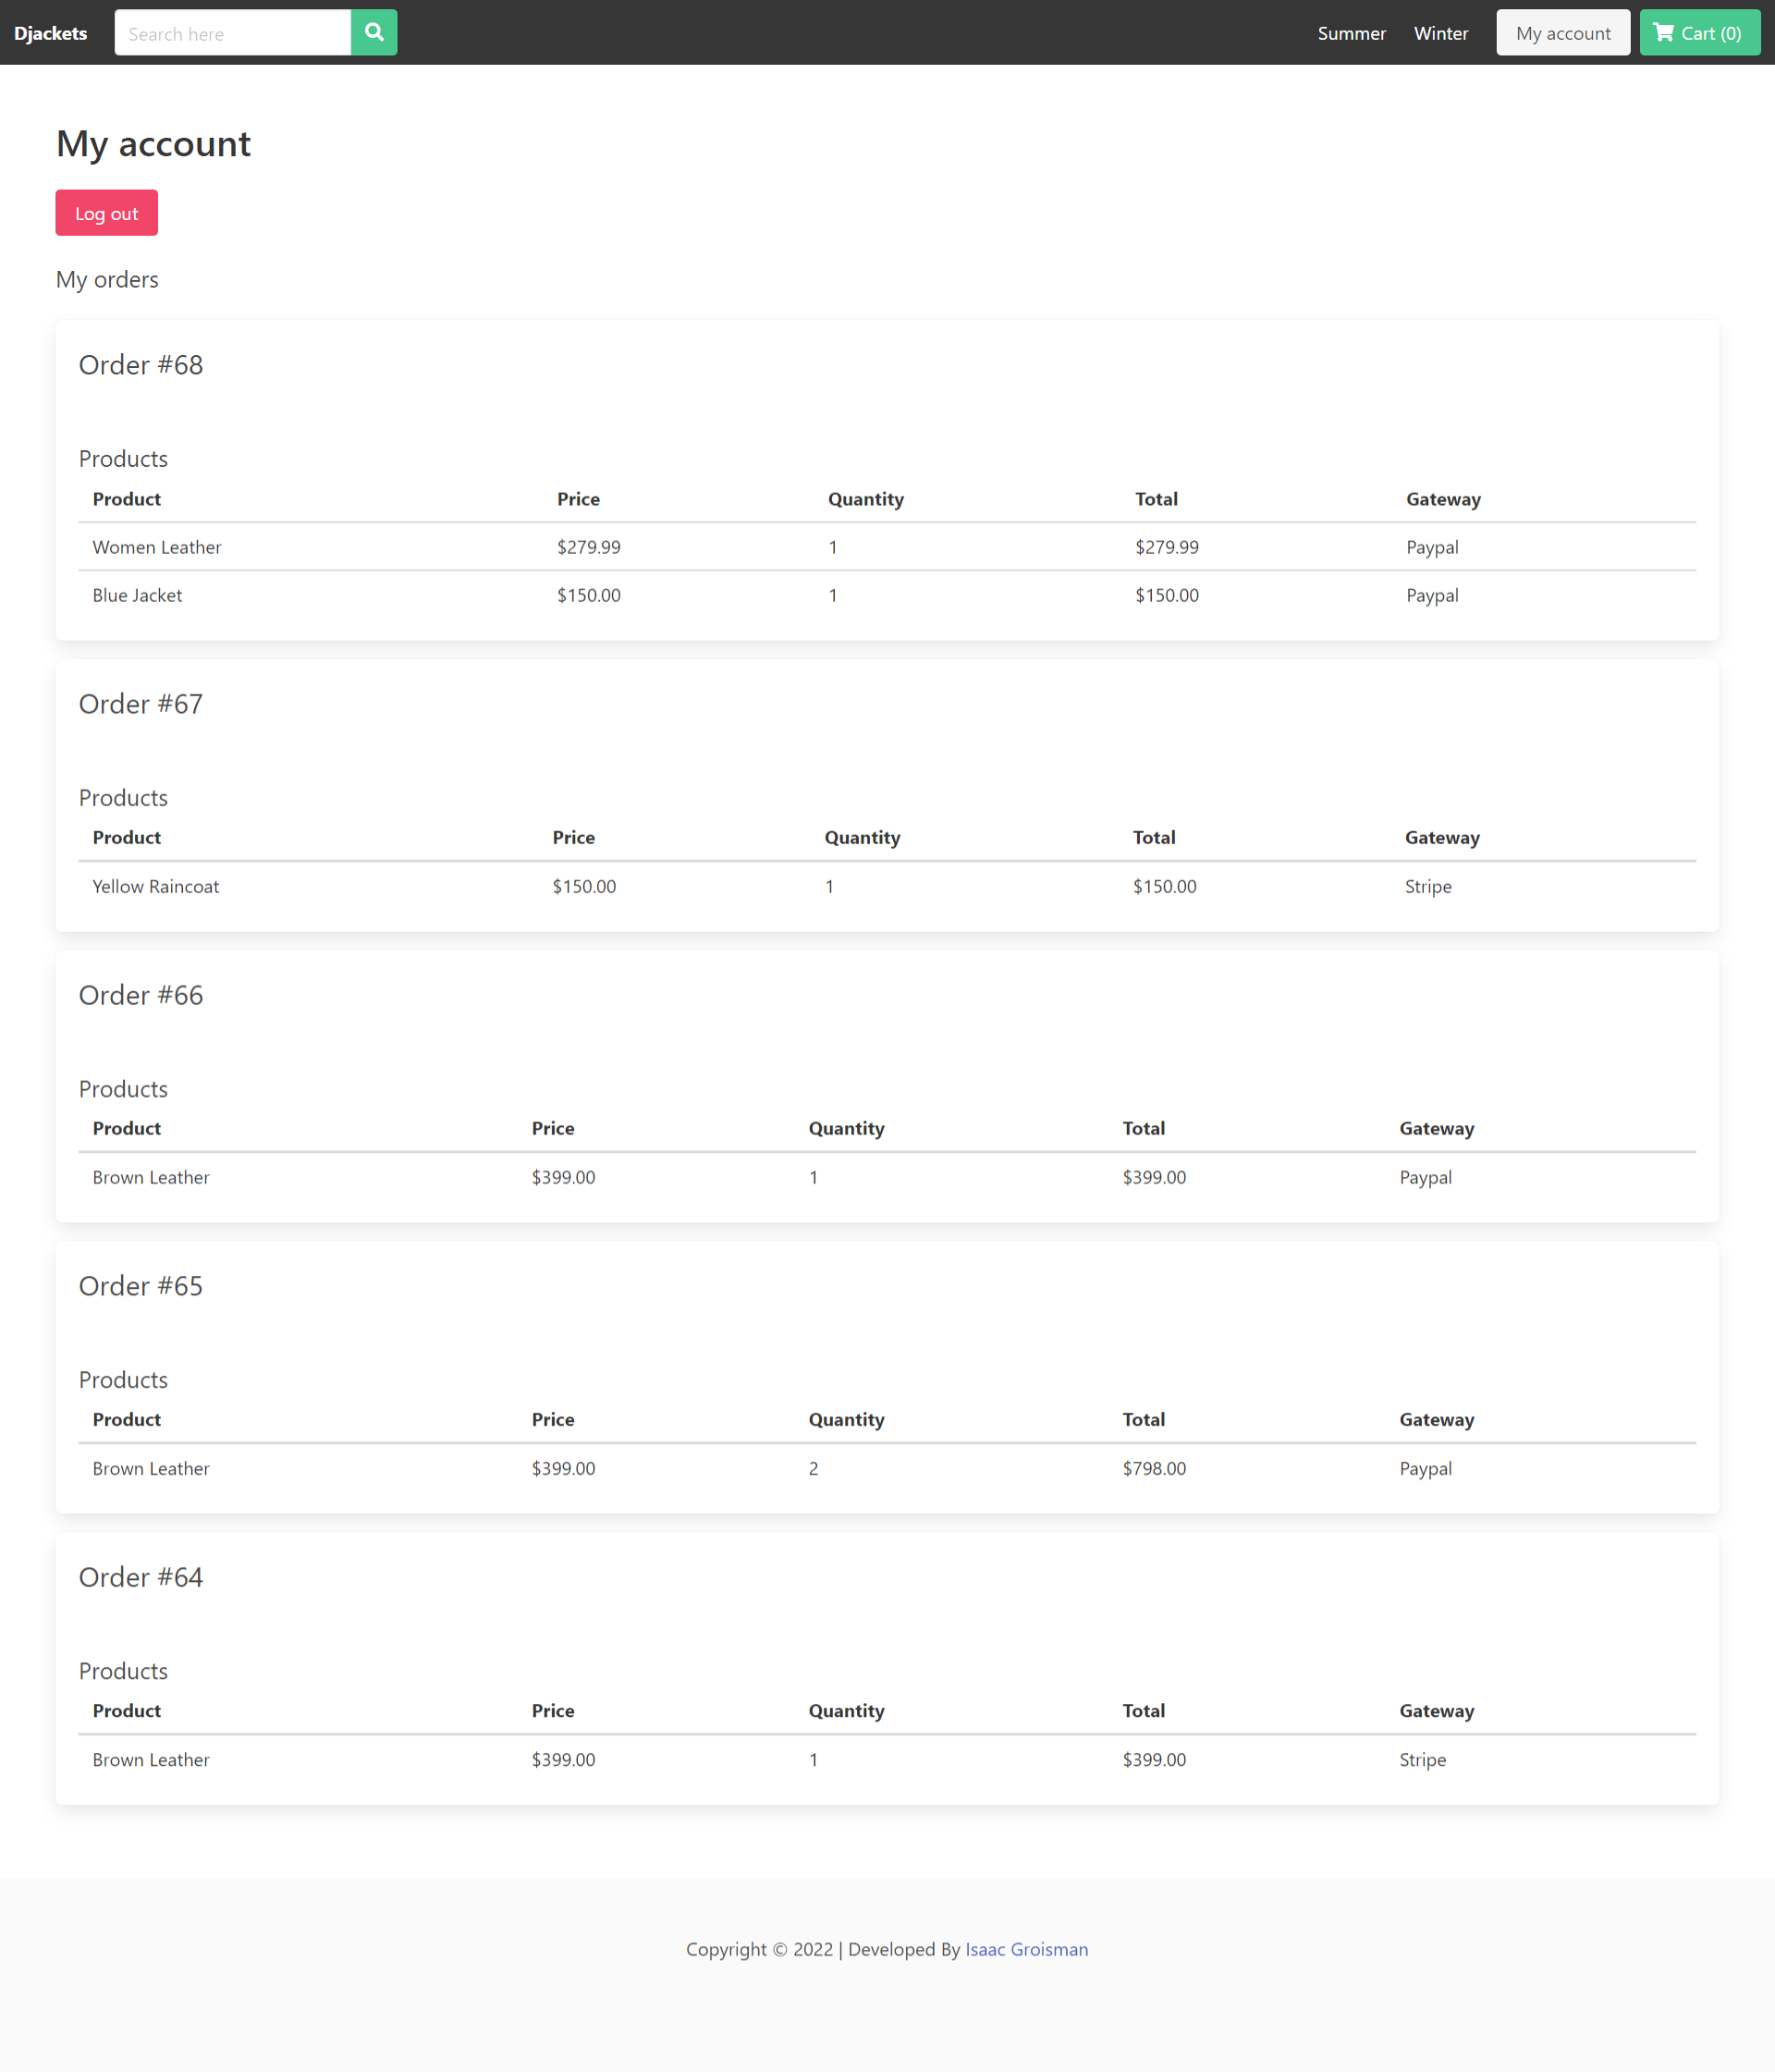 Djackets Search here Summer Winter My account Cart (0)
My account
Log out
My orders
Order #68
Products
Product Price Quantity Total Gateway
Women Leather $279.99 1 $279.99 Paypal
Blue Jacket $150.00 1 $150.00 Paypal
Order #67
Products
Product Price Quantity Total Gateway
Yellow Raincoat $150.00 1 $150.00 Stripe
Order #66
Products
Product Price Quantity Total Gateway
Brown Leather $399.00 1 $399.00 Paypal
Order #65
Products
Product Price Quantity Total Gateway
Brown Leather $399.00 2 $798.00 Paypal
Order #64
Products
Product Price Quantity Total Gateway
Brown Leather $399.00 1 $399.00 Stripe
Copyright © 2022 | Developed By Isaac Groisman